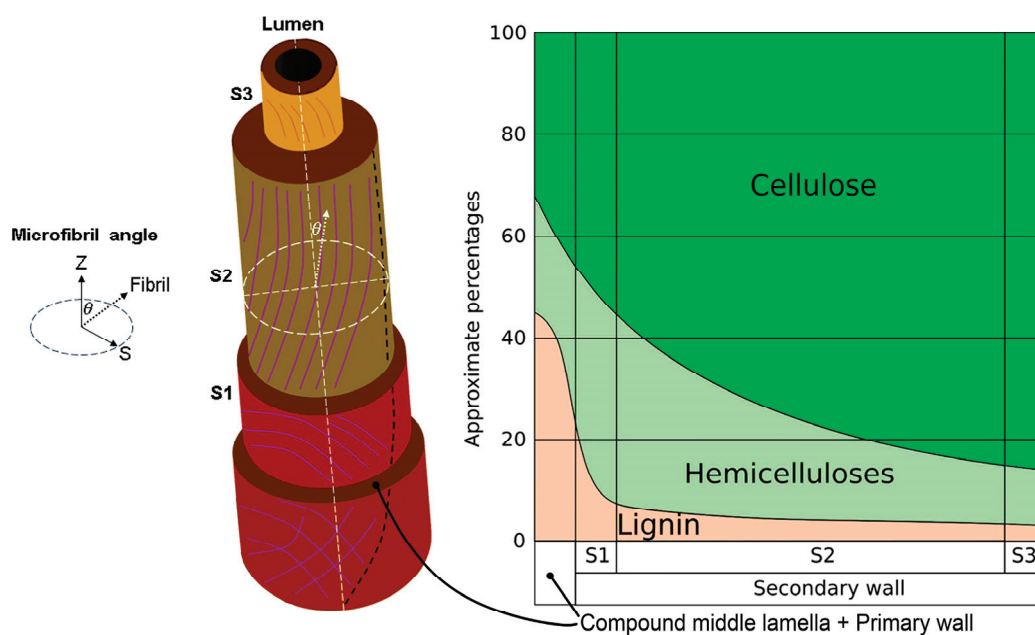 Lumen
S3
S2
S1
θ
Microfibril angle
Z
Fibril
θ
S
100
80
60
40
20
0
Approximate percentages
Cellulose
Hemicelluloses
Lignin
S1
S2
S3
Secondary wall
Compound middle lamella + Primary wall